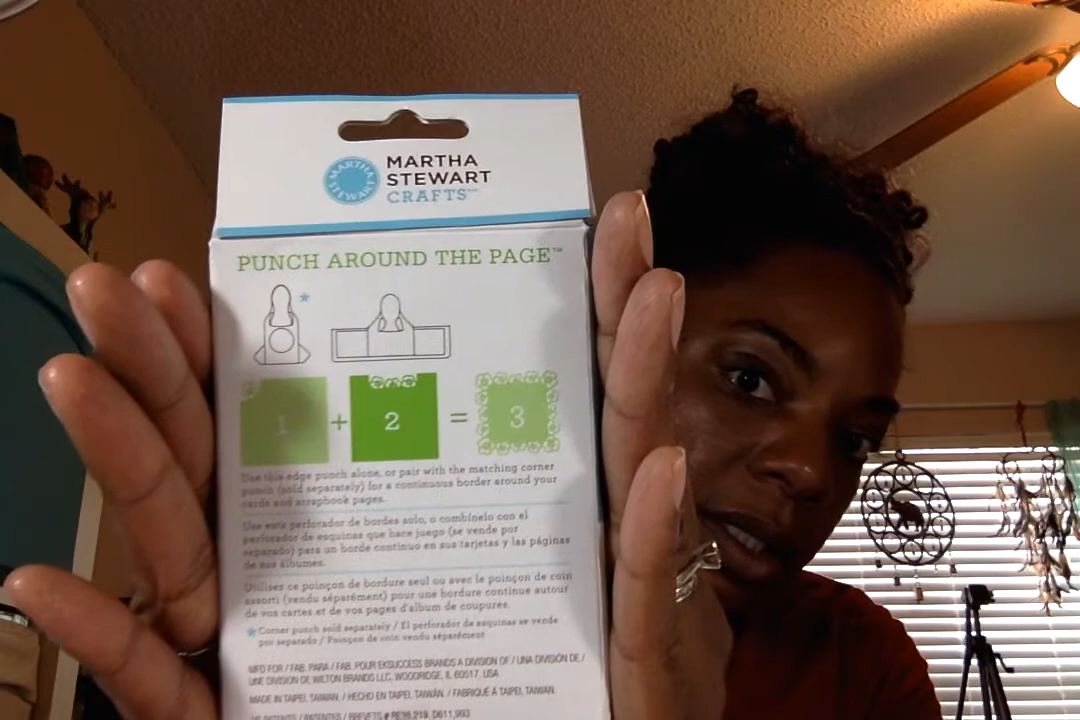 MARTHA
STEWART
MARTHA
STEWART
CRAFTS™
PUNCH AROUND THE PAGE™
1 + 2 = 3
Use this edge punch alone, or pair with the matching corner
punch (sold separately) for a continuous border around your
cards and scrapbook pages.
Use este perforador de bordes solo, o combínelo con el
perforador de esquinas que hace juego (se vende por
separado) para un borde continuo en sus tarjetas y las páginas
de sus álbumes.
Utilisez ce poinçon de bordure seul ou avec le poinçon de coin
assorti (vendu séparément) pour une bordure continue autour
de vos cartes et de vos pages d'album de coupures.
Corner punch sold separately / El perforador de esquinas se vende
por separado / Poinçon de coin vendu séparément
MFD FOR / FAB. PARA / FAB. POUR EKSUCCESS BRANDS A DIVISION OF / UNA DIVISIÓN DE /
UNE DIVISION DE WILTON BRANDS LLC, WOODRIDGE, IL 60517, USA
MADE IN TAIPEI, TAIWAN. / HECHO EN TAIPEI, TAIWÁN. / FABRIQUÉ À TAIPEI, TAIWAN.
PATENTES / BREVETS # D611,993